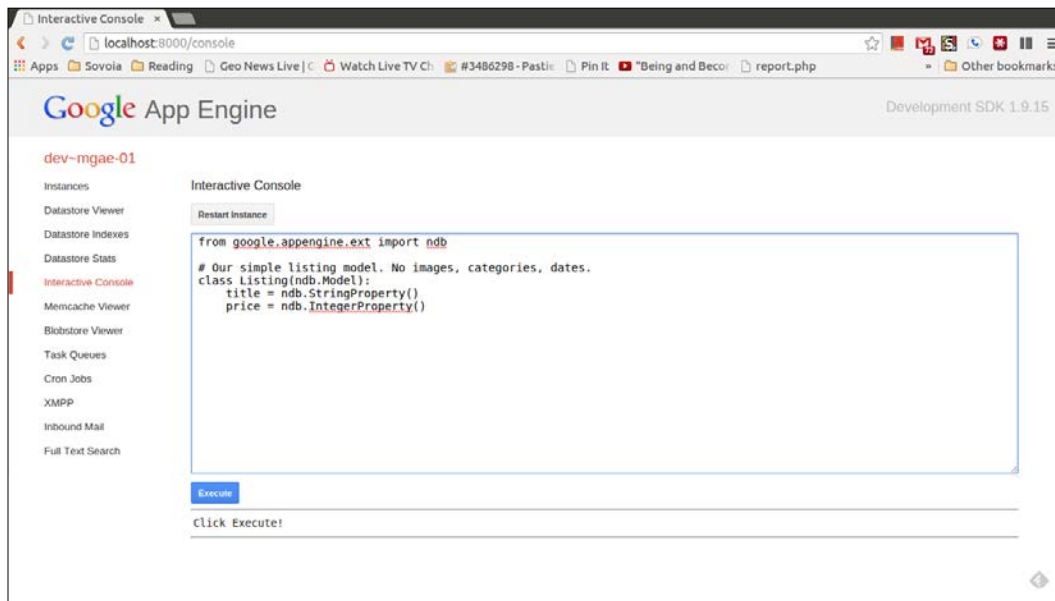 Interactive Console ×
localhost:8000/console
Apps Sovoia Reading Geo News Live | C Watch Live TV Ch #3486298 - Pastie Pin It "Being and Becor report.php » Other bookmarks
Google App Engine
Development SDK 1.9.15
dev~mgae-01
Instances
Datastore Viewer
Datastore Indexes
Datastore Stats
Interactive Console
Memcache Viewer
Blobstore Viewer
Task Queues
Cron Jobs
XMPP
Inbound Mail
Full Text Search
Interactive Console
Restart Instance
from google.appengine.ext import ndb
# Our simple listing model. No images, categories, dates.
class Listing(ndb.Model):
    title = ndb.StringProperty()
    price = ndb.IntegerProperty()
Execute
Click Execute!